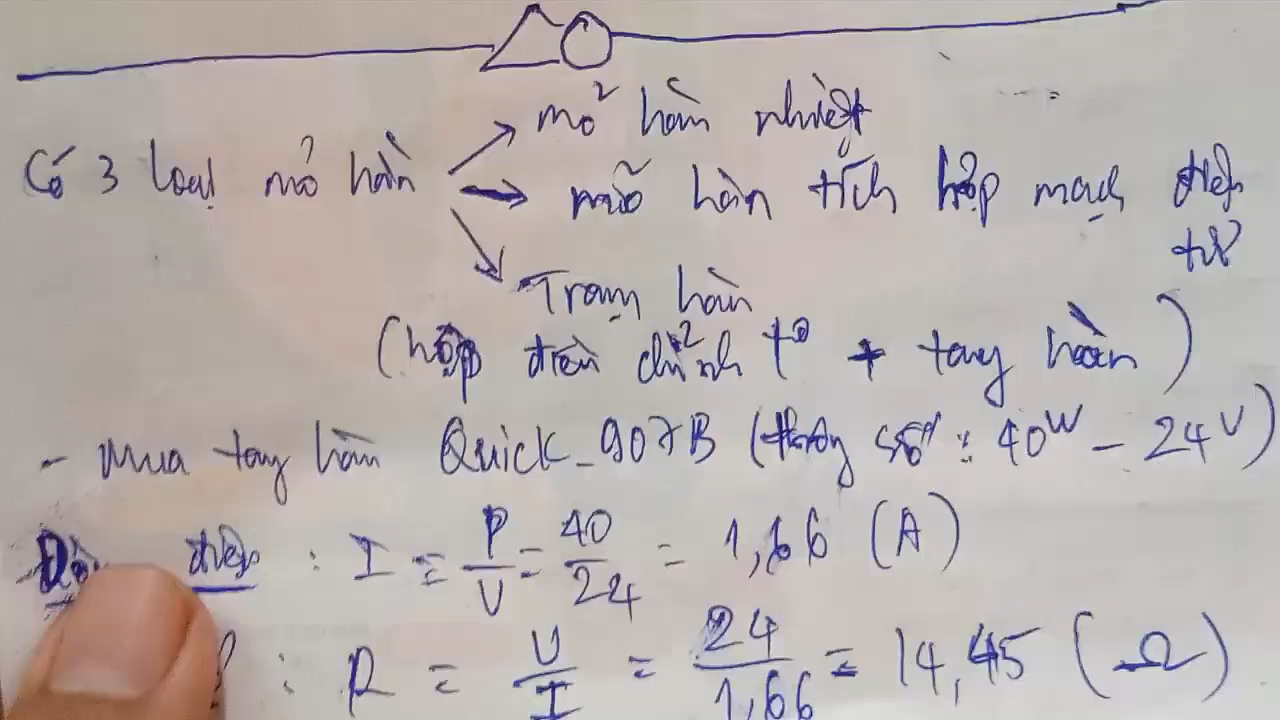 mỏ hàn nhiệt
Có 3 loại mỏ hàn
mỏ hàn tích hợp mạch điện
tử
Trạm hàn
(hộp điều chỉnh t° + tay hàn)
- Mua tay hàn Quick_907B (thông số : 40W - 24V)
điện : I = P/U = 40/24 = 1,66 (A)
: R = U/I = 24/1,66 = 14,45 (Ω)